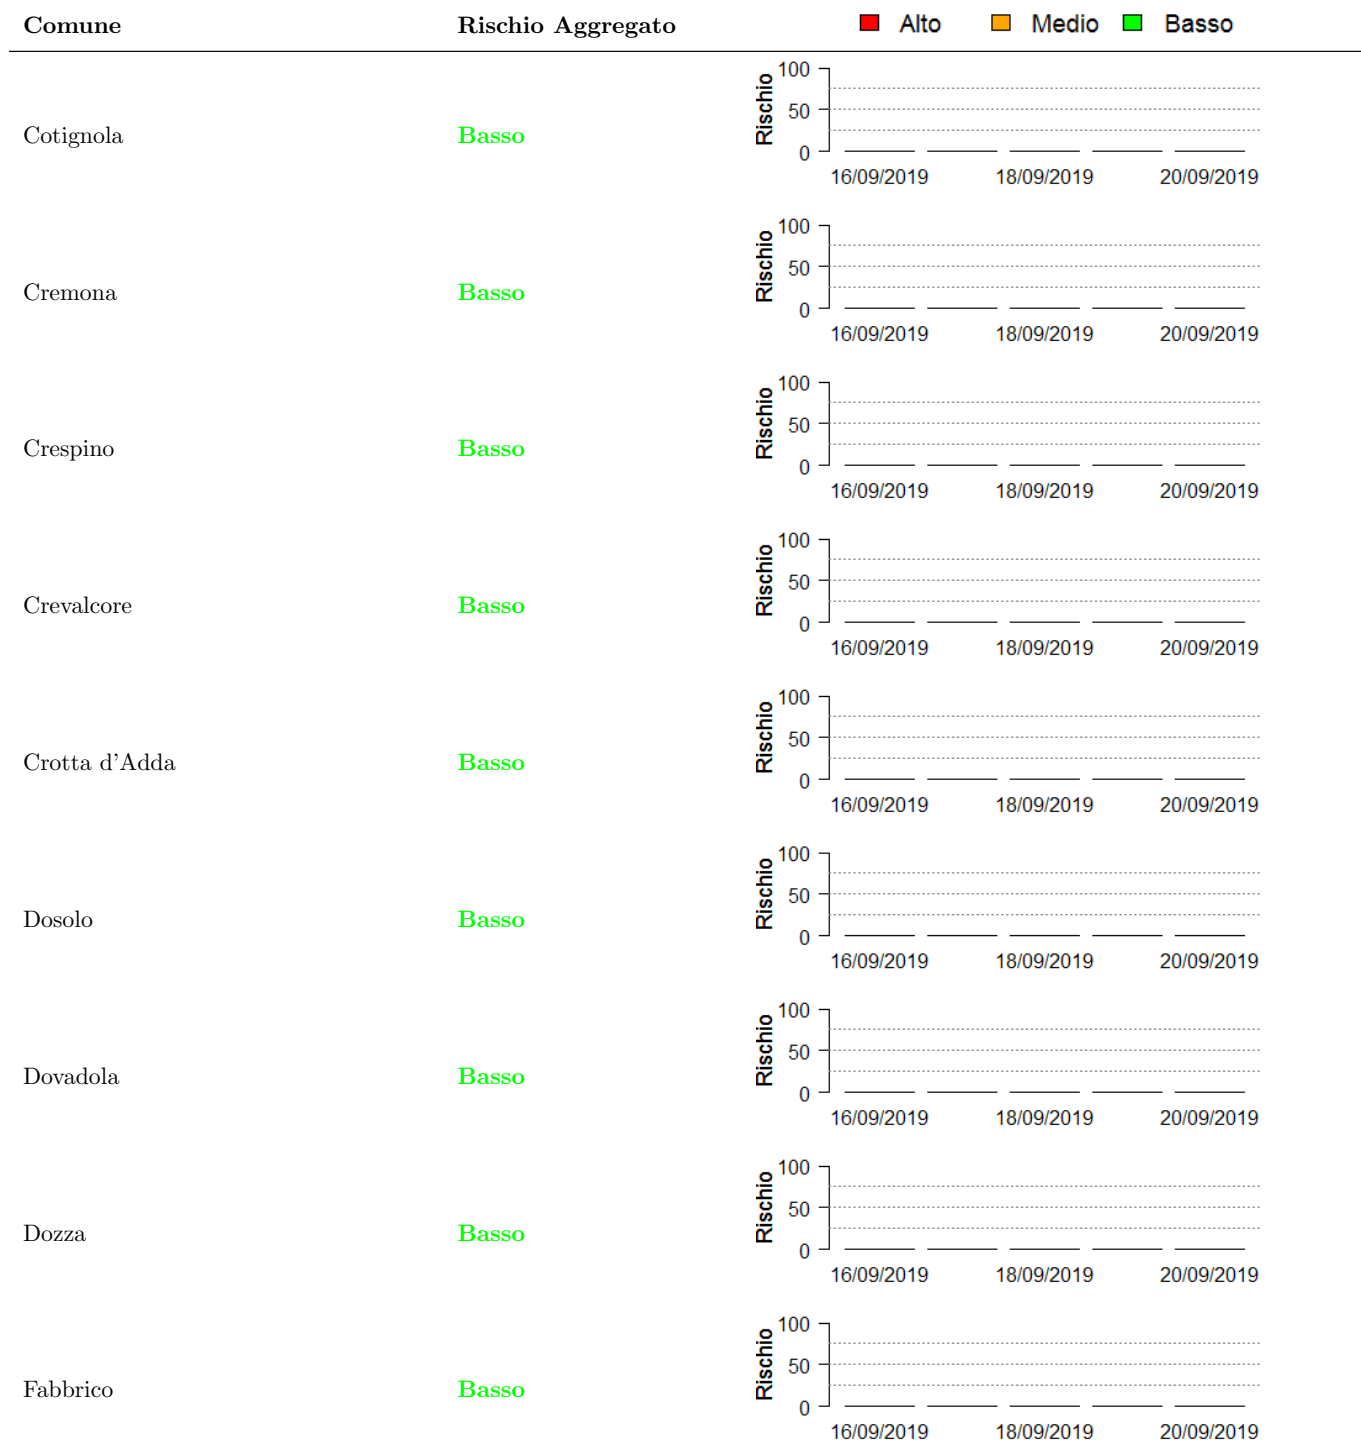 Comune Rischio Aggregato Alto Medio Basso
Cotignola Basso Rischio 100 50 0
16/09/2019 18/09/2019 20/09/2019
Cremona Basso Rischio 100 50 0
16/09/2019 18/09/2019 20/09/2019
Crespino Basso Rischio 100 50 0
16/09/2019 18/09/2019 20/09/2019
Crevalcore Basso Rischio 100 50 0
16/09/2019 18/09/2019 20/09/2019
Crotta d'Adda Basso Rischio 100 50 0
16/09/2019 18/09/2019 20/09/2019
Dosolo Basso Rischio 100 50 0
16/09/2019 18/09/2019 20/09/2019
Dovadola Basso Rischio 100 50 0
16/09/2019 18/09/2019 20/09/2019
Dozza Basso Rischio 100 50 0
16/09/2019 18/09/2019 20/09/2019
Fabbrico Basso Rischio 100 50 0
16/09/2019 18/09/2019 20/09/2019